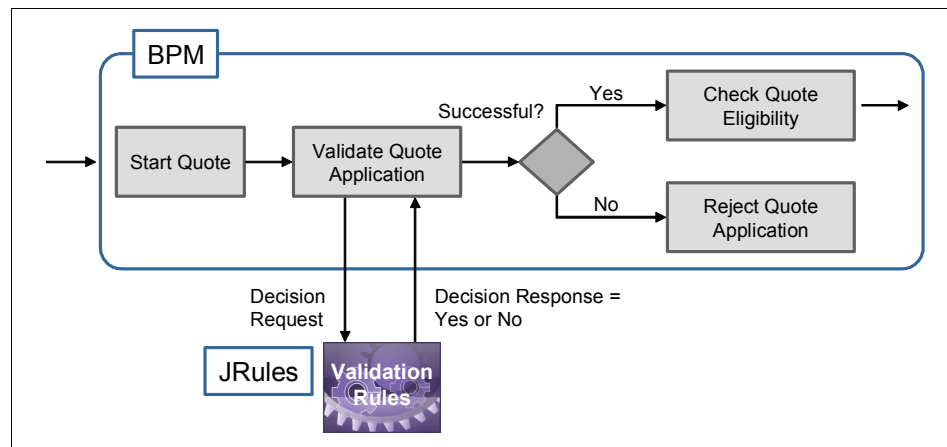 BPM
Start Quote
Validate Quote
Application
Successful?
Yes
Check Quote
Eligibility
No
Reject Quote
Application
Decision
Request
Decision Response =
Yes or No
JRules
Validation
Rules